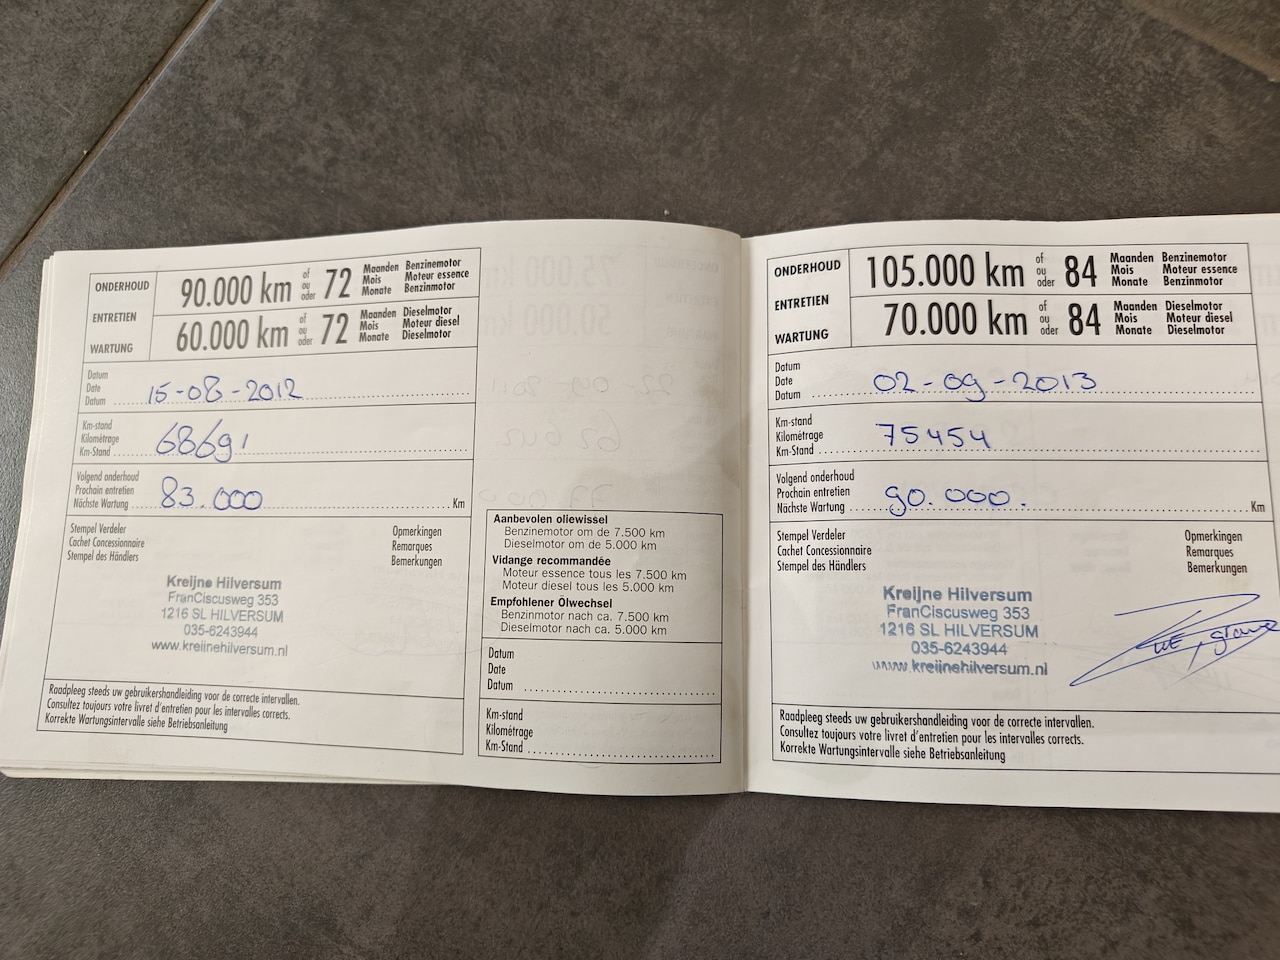 ONDERHOUD
ENTRETIEN
WARTUNG
90.000 km of ou oder 72 Maanden Mois Monate Benzinemotor Moteur essence Benzinmotor
60.000 km of ou oder 72 Maanden Mois Monate Dieselmotor Moteur diesel Dieselmotor
Datum
Date
Datum 15-08-2012
Km-stand
Kilométrage
Km-Stand 68691
Volgend onderhoud
Prochain entretien
Nächste Wartung 83.000 Km
Stempel Verdeler Opmerkingen
Cachet Concessionnaire Remarques
Stempel des Händlers Bemerkungen
Kreijne Hilversum
FranCiscusweg 353
1216 SL HILVERSUM
035-6243944
www.kreijnehilversum.nl
Raadpleeg steeds uw gebruikershandleiding voor de correcte intervallen.
Consultez toujours votre livret d'entretien pour les intervalles corrects.
Korrekte Wartungsintervalle siehe Betriebsanleitung
Aanbevolen oliewissel
Benzinemotor om de 7.500 km
Dieselmotor om de 5.000 km
Vidange recommandée
Moteur essence tous les 7.500 km
Moteur diesel tous les 5.000 km
Empfohlener Ölwechsel
Benzinmotor nach ca. 7.500 km
Dieselmotor nach ca. 5.000 km
Datum
Date
Datum
Km-stand
Kilométrage
Km-Stand
ONDERHOUD
ENTRETIEN
WARTUNG
105.000 km of ou oder 84 Maanden Mois Monate Benzinemotor Moteur essence Benzinmotor
70.000 km of ou oder 84 Maanden Mois Monate Dieselmotor Moteur diesel Dieselmotor
Datum
Date
Datum 02-09-2013
Km-stand
Kilométrage
Km-Stand 75454
Volgend onderhoud
Prochain entretien
Nächste Wartung 90.000. Km
Stempel Verdeler Opmerkingen
Cachet Concessionnaire Remarques
Stempel des Händlers Bemerkungen
Kreijne Hilversum
FranCiscusweg 353
1216 SL HILVERSUM
035-6243944
www.kreijnehilversum.nl
Raadpleeg steeds uw gebruikershandleiding voor de correcte intervallen.
Consultez toujours votre livret d'entretien pour les intervalles corrects.
Korrekte Wartungsintervalle siehe Betriebsanleitung